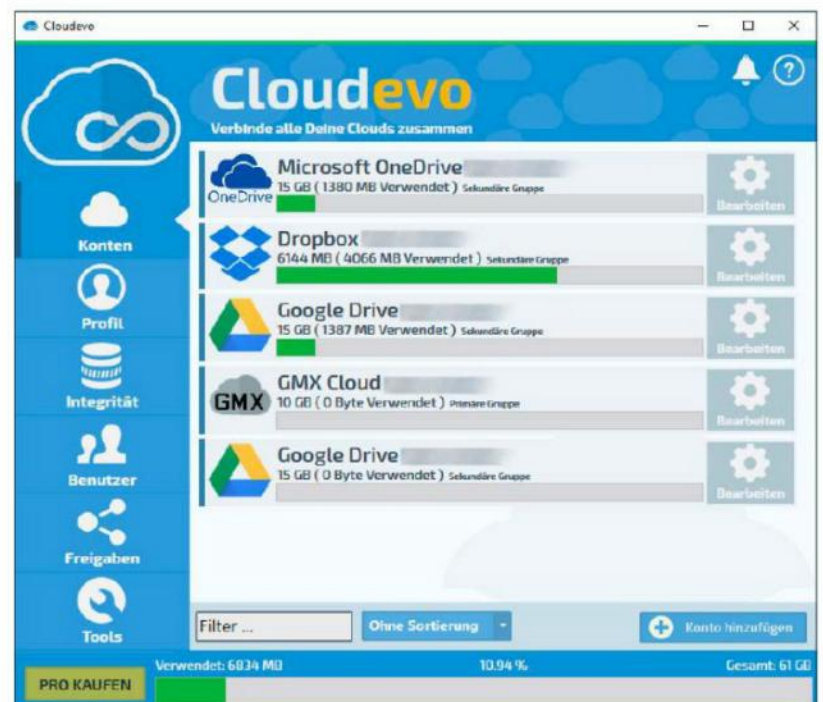 Cloudevo
Cloudevo
Verbinde alle Deine Clouds zusammen
Konten
Profil
Integrität
Benutzer
Freigaben
Tools
OneDrive
Microsoft OneDrive
15 GB ( 1380 MB Verwendet ) Sekundäre Gruppe
Bearbeiten
Dropbox
6144 MB ( 4066 MB Verwendet ) Sekundäre Gruppe
Bearbeiten
Google Drive
15 GB ( 1387 MB Verwendet ) Sekundäre Gruppe
Bearbeiten
GMX
GMX Cloud
10 GB ( 0 Byte Verwendet ) Primäre Gruppe
Bearbeiten
Google Drive
15 GB ( 0 Byte Verwendet ) Sekundäre Gruppe
Bearbeiten
Filter ...
Ohne Sortierung
Konto hinzufügen
PRO KAUFEN
Verwendet: 6834 MB
10.94 %
Gesamt: 61 GB